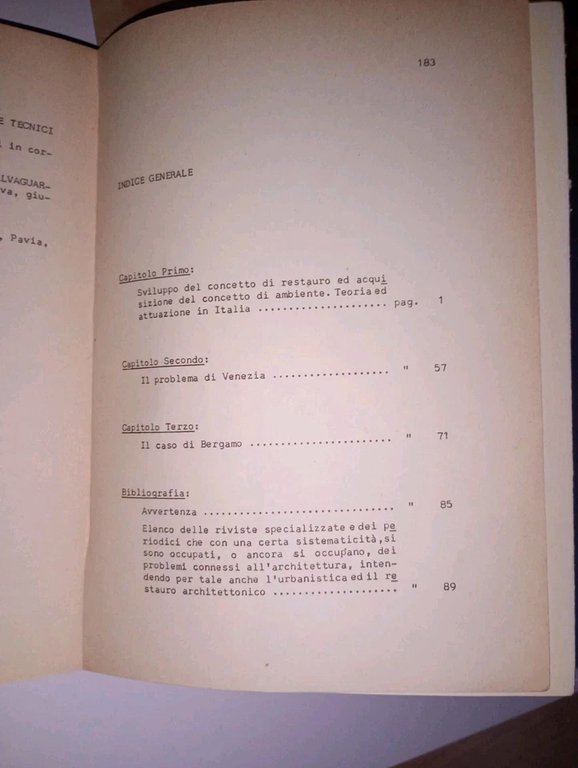 E TECNICI
i in cor-
LVAGUAR-
va, giu-
, Pavia,
183
INDICE GENERALE
Capitolo Primo:
Sviluppo del concetto di restauro ed acqui
sizione del concetto di ambiente. Teoria ed
attuazione in Italia ...................... pag. 1
Capitolo Secondo:
Il problema di Venezia .................... " 57
Capitolo Terzo:
Il caso di Bergamo ........................ " 71
Bibliografia:
Avvertenza ................................ " 85
Elenco delle riviste specializzate e dei pe
riodici che con una certa sistematicità, si
sono occupati, o ancora si occupano, dei
problemi connessi all'architettura, inten-
dendo per tale anche l'urbanistica ed il re
stauro architettonico ..................... " 89